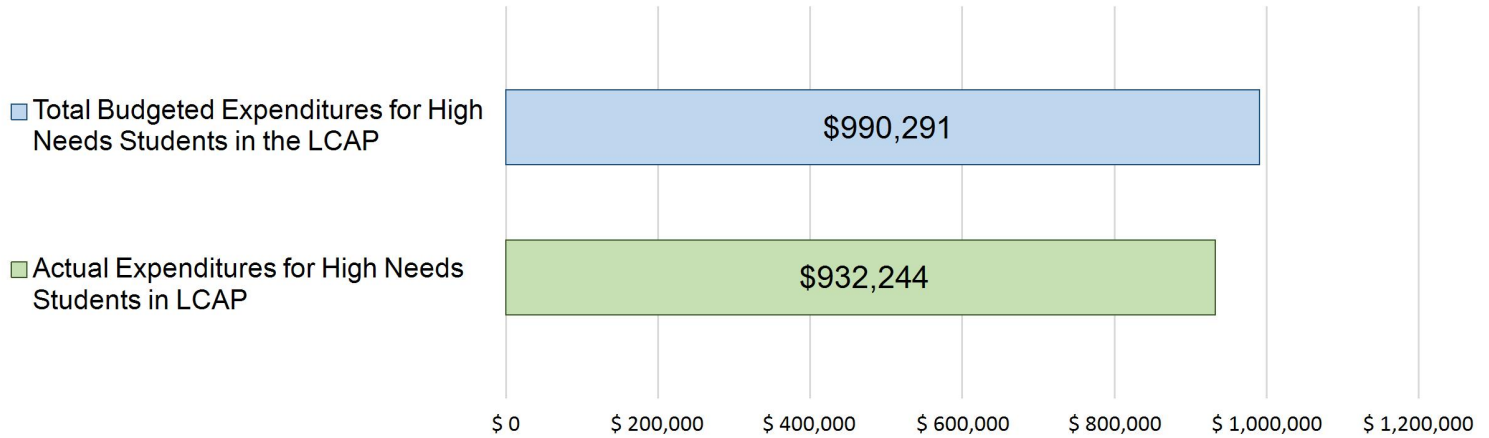 Total Budgeted Expenditures for High
Needs Students in the LCAP
$990,291
Actual Expenditures for High Needs
Students in LCAP
$932,244
$ 0
$ 200,000
$ 400,000
$ 600,000
$ 800,000
$ 1,000,000
$ 1,200,000